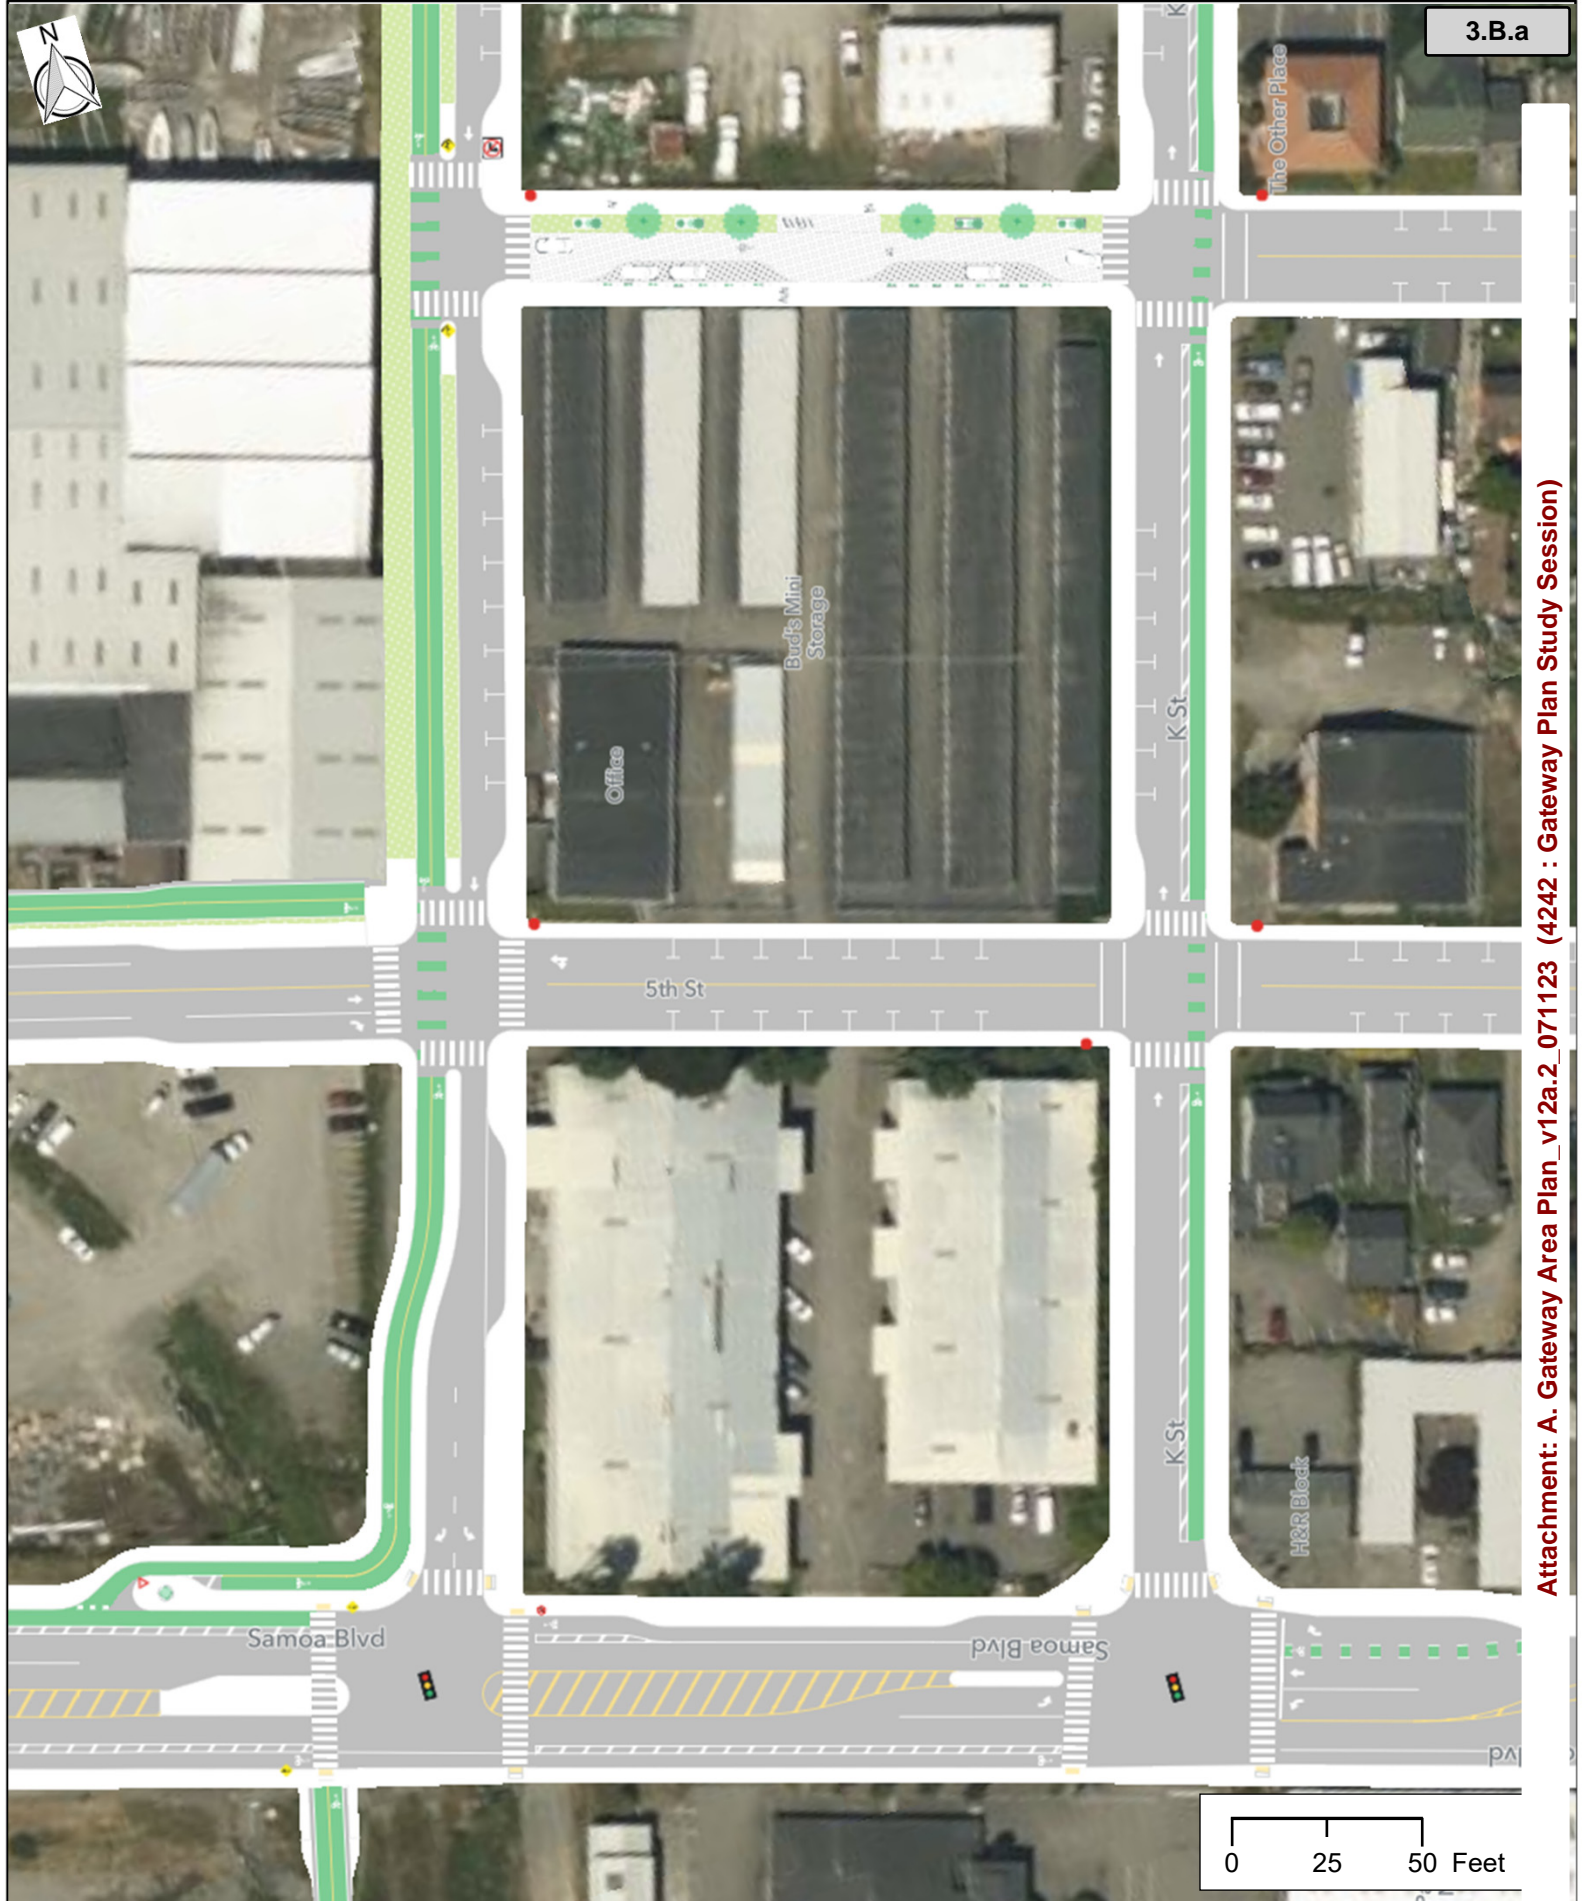 N
3.B.a
K
The Other Place
Bud's Mini
Storage
Office
K St
5th St
K St
H&R Block
Samoa Blvd
Samoa Blvd
lvd
0 25 50 Feet
Attachment: A. Gateway Area Plan_v12a.2_071123 (4242 : Gateway Plan Study Session)